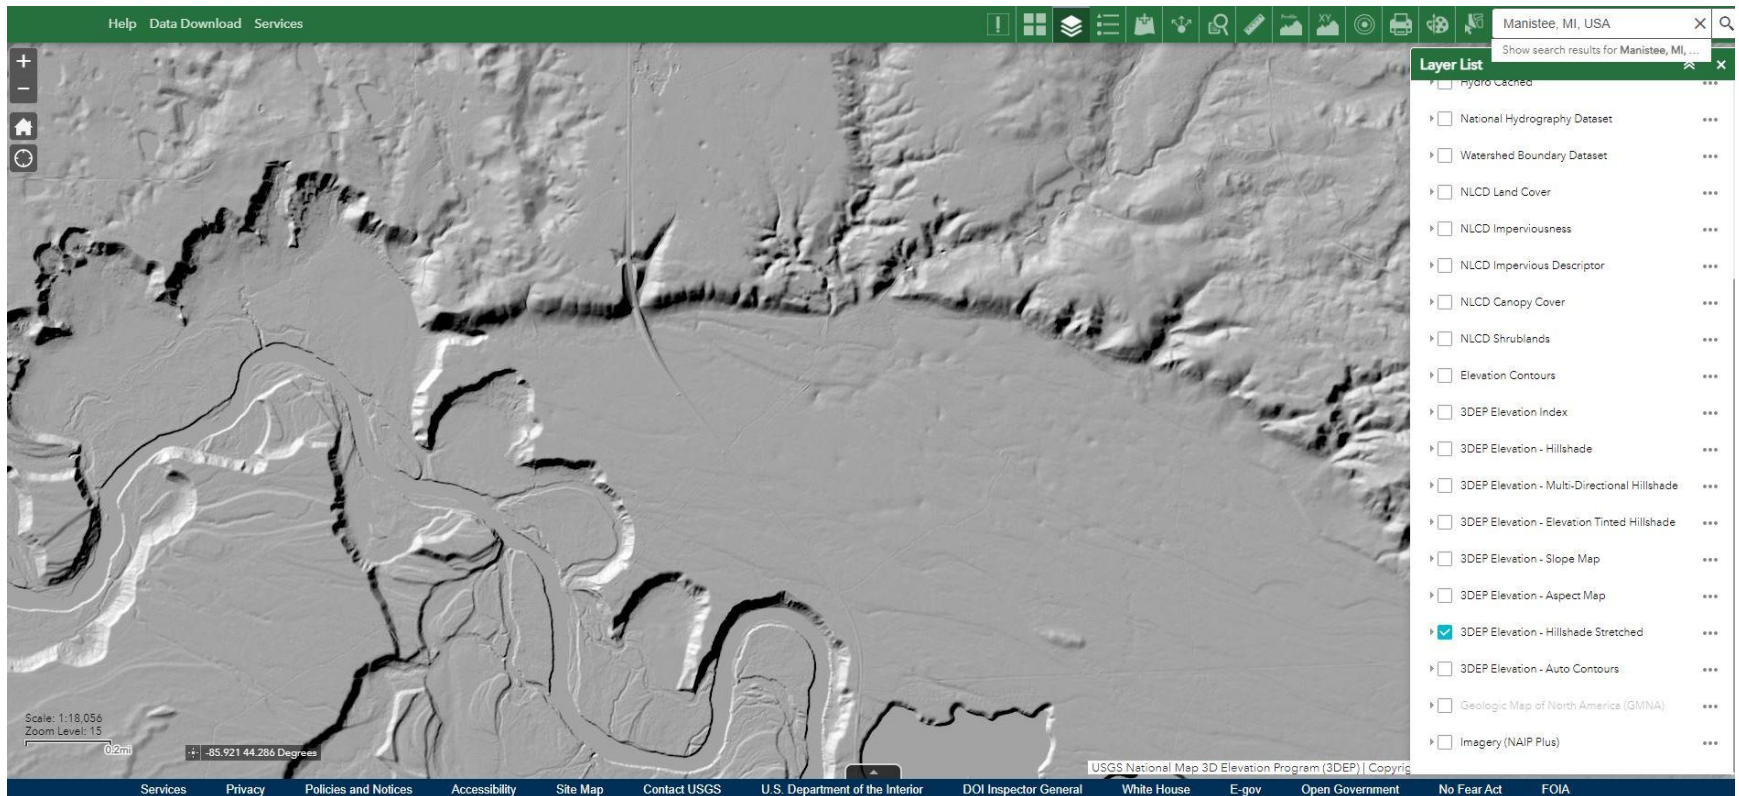 Help Data Download Services
Manistee, MI, USA
Show search results for Manistee, MI, ...
Layer List
Hydro Cached
National Hydrography Dataset
Watershed Boundary Dataset
NLCD Land Cover
NLCD Imperviousness
NLCD Impervious Descriptor
NLCD Canopy Cover
NLCD Shrublands
Elevation Contours
3DEP Elevation Index
3DEP Elevation - Hillshade
3DEP Elevation - Multi-Directional Hillshade
3DEP Elevation - Elevation Tinted Hillshade
3DEP Elevation - Slope Map
3DEP Elevation - Aspect Map
3DEP Elevation - Hillshade Stretched
3DEP Elevation - Auto Contours
Geologic Map of North America (GMNA)
Imagery (NAIP Plus)
Scale: 1:18,056
Zoom Level: 15
0.2mi
-85.921 44.286 Degrees
USGS National Map 3D Elevation Program (3DEP) | Copyrig
Services Privacy Policies and Notices Accessibility Site Map Contact USGS U.S. Department of the Interior DOI Inspector General White House E-gov Open Government No Fear Act FOIA